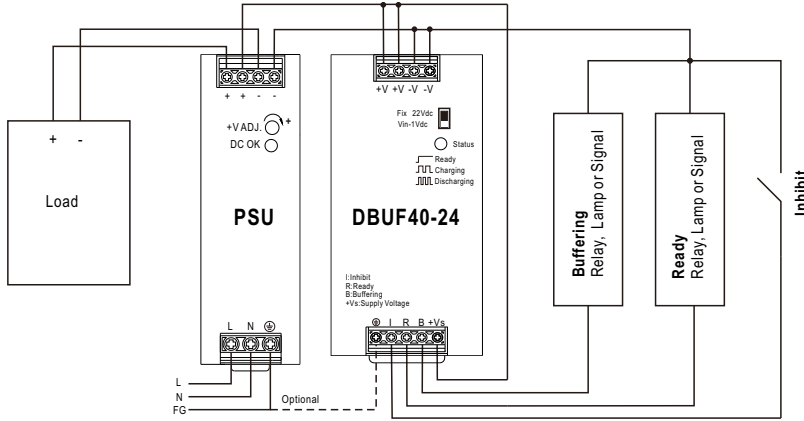 + + - -
+V +V -V -V
+V ADJ.
+
DC OK
Fix 22Vdc
Vin-1Vdc
Status
Ready
Charging
Discharging
+ -
Load
PSU
DBUF40-24
Buffering
Relay, Lamp or Signal
Ready
Relay, Lamp or Signal
Inhibit
I:Inhibit
R:Ready
B:Buffering
+Vs:Supply Voltage
L N
I R B +Vs
L
N
FG
Optional